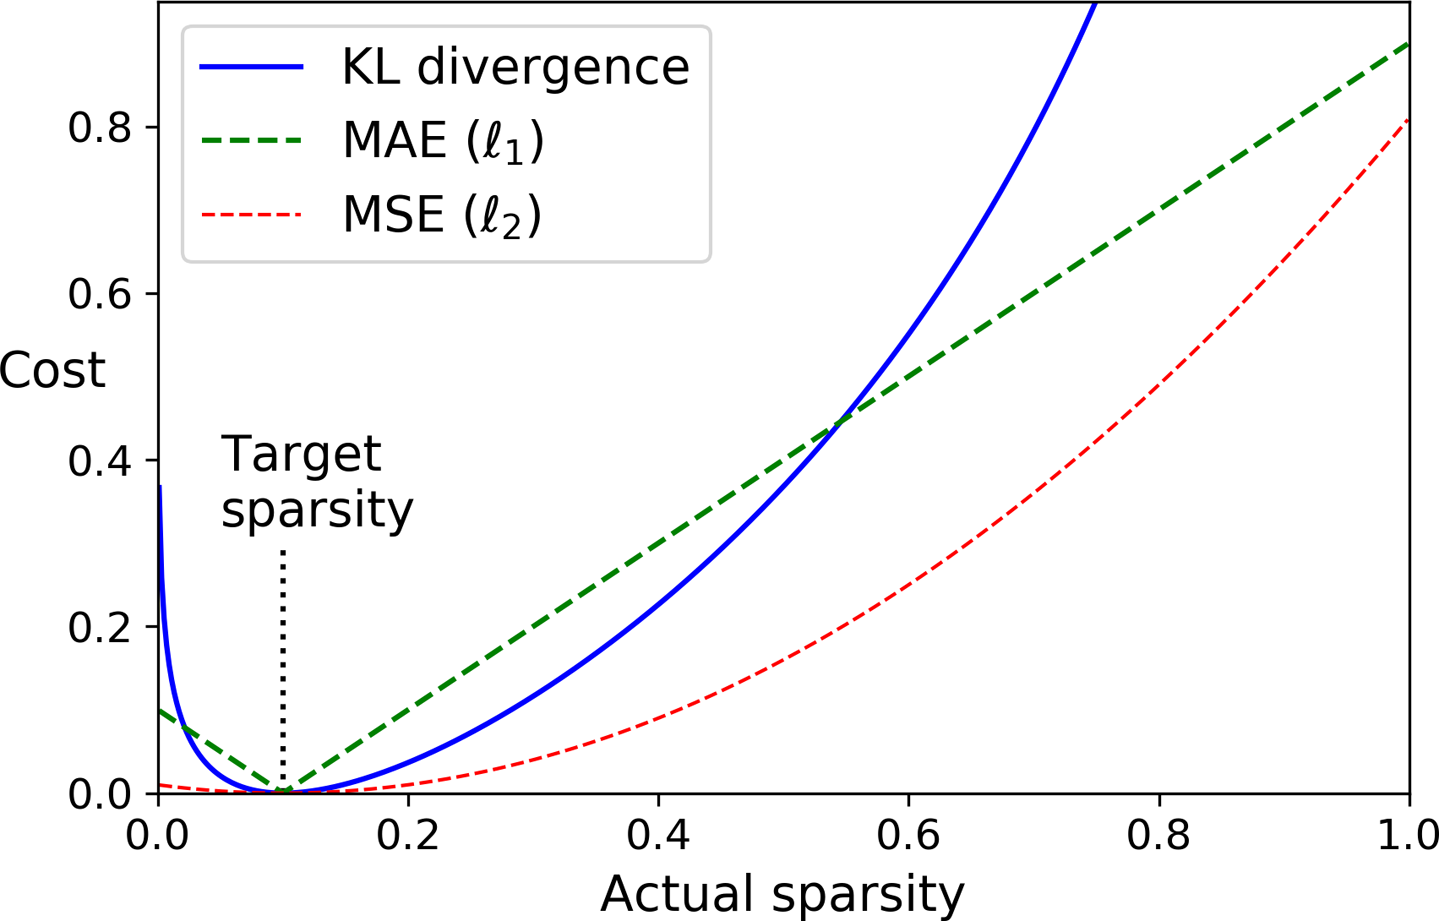 KL divergence
MAE (ℓ₁)
MSE (ℓ₂)
0.8
0.6
Cost
0.4
Target
sparsity
0.2
0.0
0.0 0.2 0.4 0.6 0.8 1.0
Actual sparsity